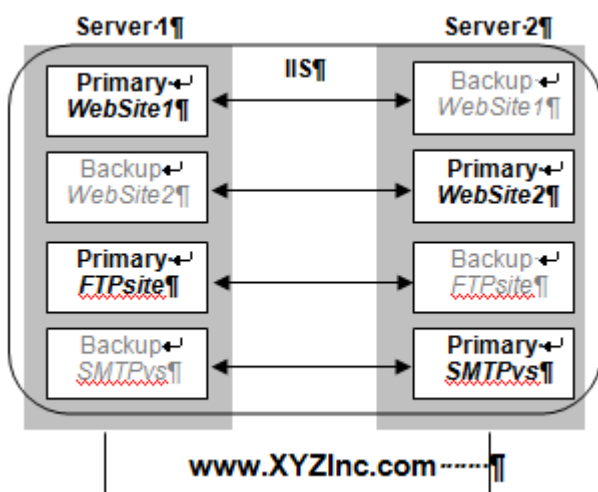 Server·1¶ Server·2¶
IIS¶
Primary·↵
WebSite1¶
Backup·↵
WebSite1¶
Backup↵
WebSite2¶
Primary·↵
WebSite2¶
Primary·↵
FTPsite¶
Backup·↵
FTPsite¶
Backup↵
SMTPvs¶
Primary·↵
SMTPvs¶
www.XYZInc.com·······¶